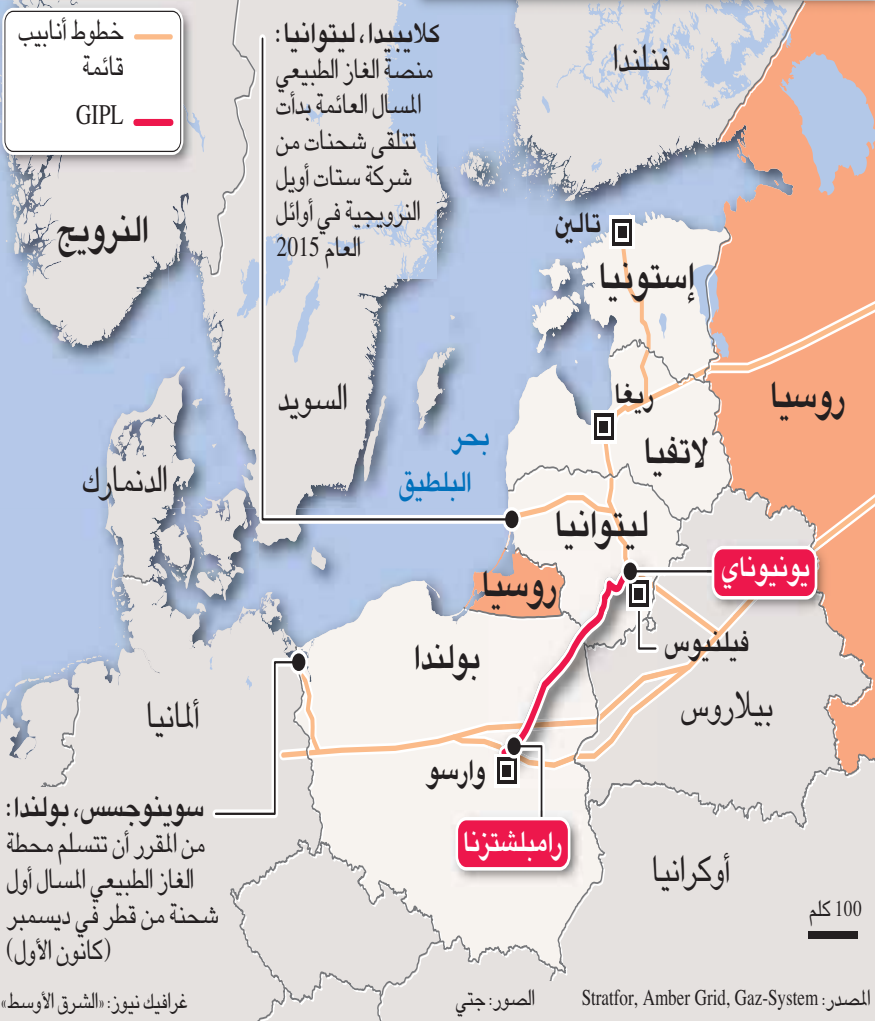 خطوط أنابيب
قائمة
GIPL
كلايبيدا، ليتوانيا:
منصة الغاز الطبيعي
المسال العائمة بدأت
تتلقى شحنات من
شركة ستات أويل
النرويجية في أوائل
العام 2015
فنلندا
النرويج
تالين
إستونيا
السويد
ريغا
روسيا
بحر
البلطيق
لاتفيا
الدنمارك
ليتوانيا
يونيوناي
روسيا
فيلنيوس
بولندا
ألمانيا
بيلاروس
وارسو
سوينوجسس، بولندا:
من المقرر أن تتسلم محطة
الغاز الطبيعي المسال أول
شحنة من قطر في ديسمبر
(كانون الأول)
رامبلشتزنا
أوكرانيا
100 كلم
المصدر: Stratfor, Amber Grid, Gaz-System
الصور: جتي
غرافيك نيوز: «الشرق الأوسط»